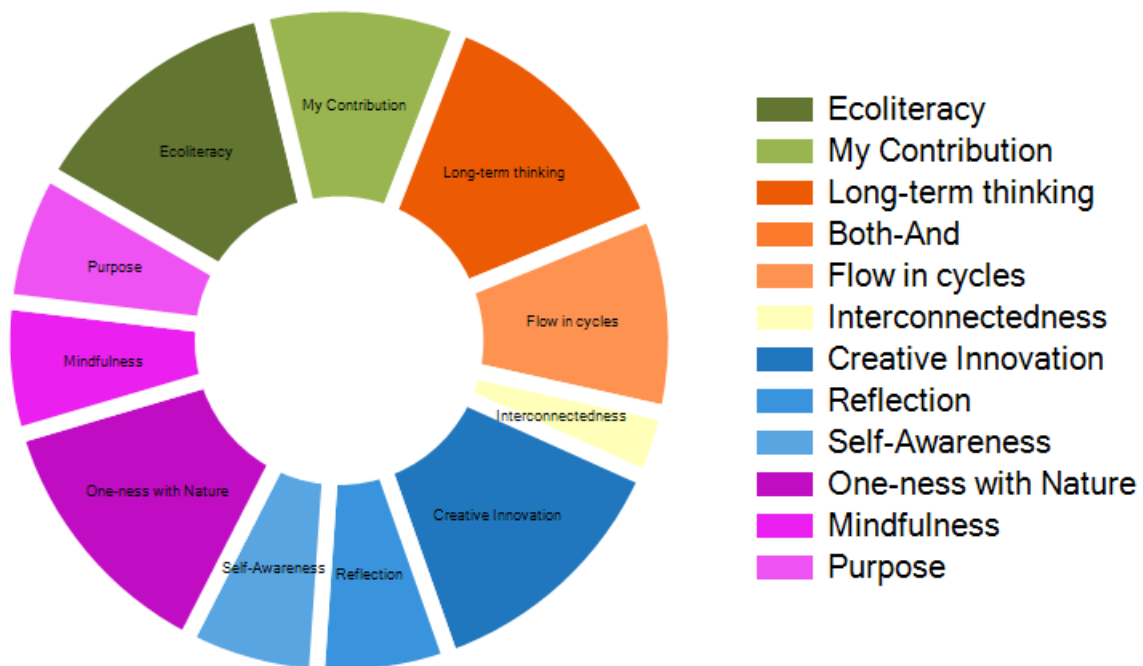 My Contribution
Ecoliteracy
Long-term thinking
Purpose
Flow in cycles
Mindfulness
Interconnectedness
One-ness with Nature
Creative Innovation
Self-Awareness
Reflection
Ecoliteracy
My Contribution
Long-term thinking
Both-And
Flow in cycles
Interconnectedness
Creative Innovation
Reflection
Self-Awareness
One-ness with Nature
Mindfulness
Purpose